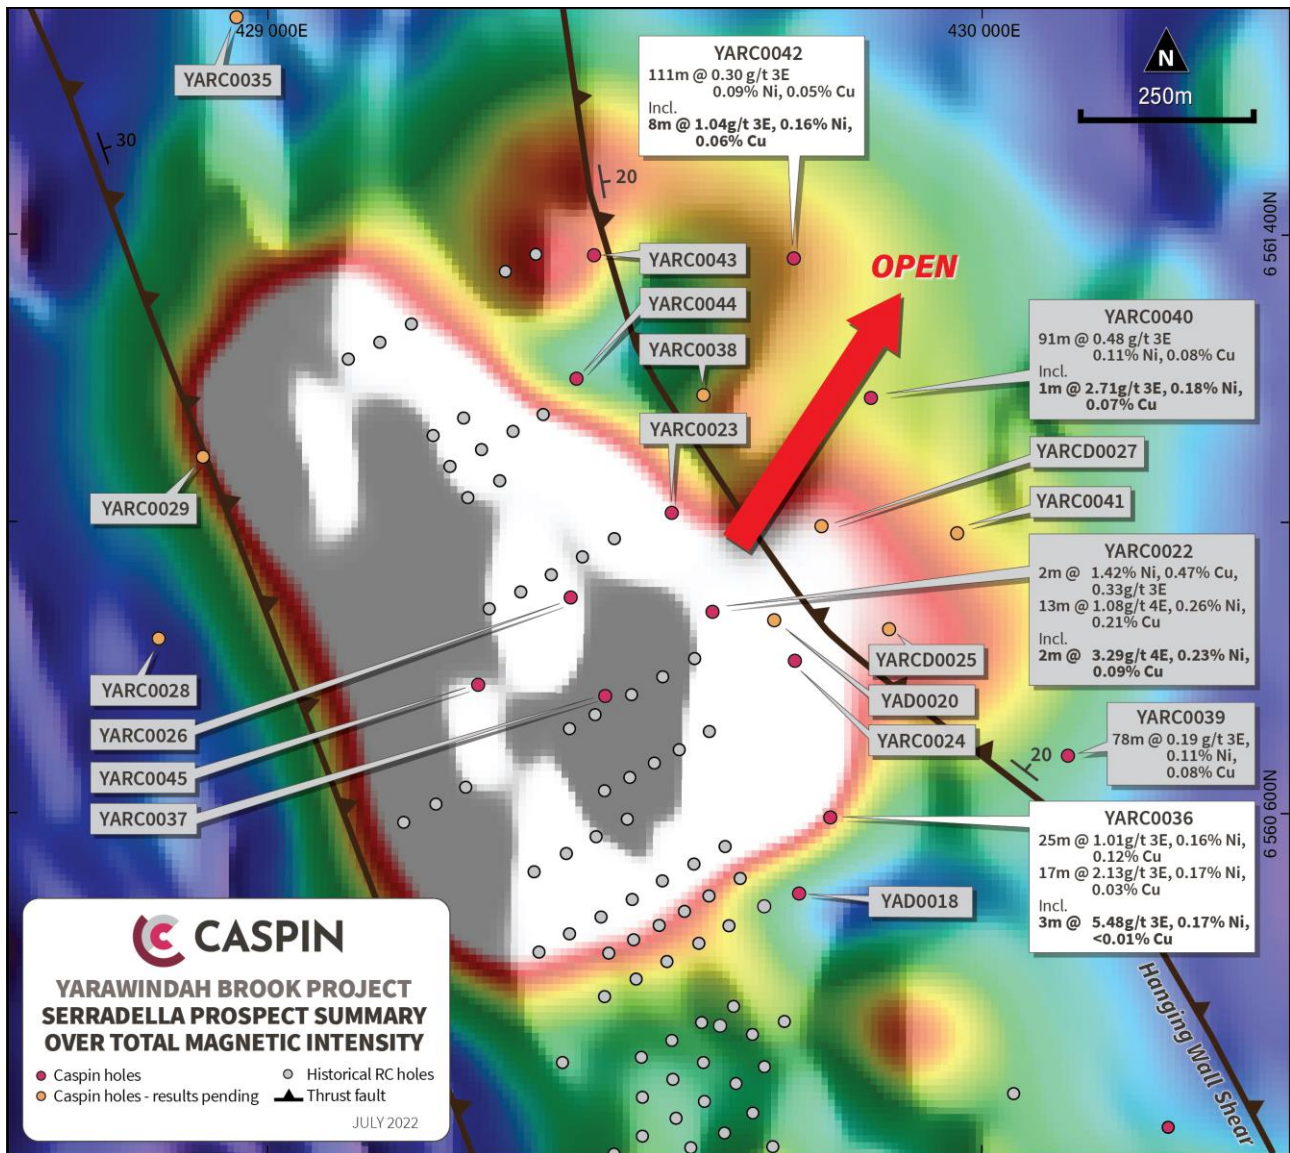 429 000E
430 000E
YARC0035
30
20
YARC0042
111m @ 0.30 g/t 3E
0.09% Ni, 0.05% Cu
Incl.
8m @ 1.04g/t 3E, 0.16% Ni,
0.06% Cu
N
250m
6 561 400N
YARC0043
OPEN
YARC0044
YARC0038
YARC0023
YARC0040
91m @ 0.48 g/t 3E
0.11% Ni, 0.08% Cu
Incl.
1m @ 2.71g/t 3E, 0.18% Ni,
0.07% Cu
YARCD0027
YARC0041
YARC0029
YARC0022
2m @ 1.42% Ni, 0.47% Cu,
0.33g/t 3E
13m @ 1.08g/t 4E, 0.26% Ni,
0.21% Cu
Incl.
2m @ 3.29g/t 4E, 0.23% Ni,
0.09% Cu
YARC0028
YARCD0025
YAD0020
YARC0024
YARC0026
YARC0045
YARC0037
YARC0039
78m @ 0.19 g/t 3E,
0.11% Ni,
0.08% Cu
20
6 560 600N
YARC0036
25m @ 1.01g/t 3E, 0.16% Ni,
0.12% Cu
17m @ 2.13g/t 3E, 0.17% Ni,
0.03% Cu
Incl.
3m @ 5.48g/t 3E, 0.17% Ni,
<0.01% Cu
YAD0018
Hanging Wall Shear
CASPIN
YARAWINDAH BROOK PROJECT
SERRADELLA PROSPECT SUMMARY
OVER TOTAL MAGNETIC INTENSITY
Caspin holes
Historical RC holes
Caspin holes - results pending
Thrust fault
JULY 2022